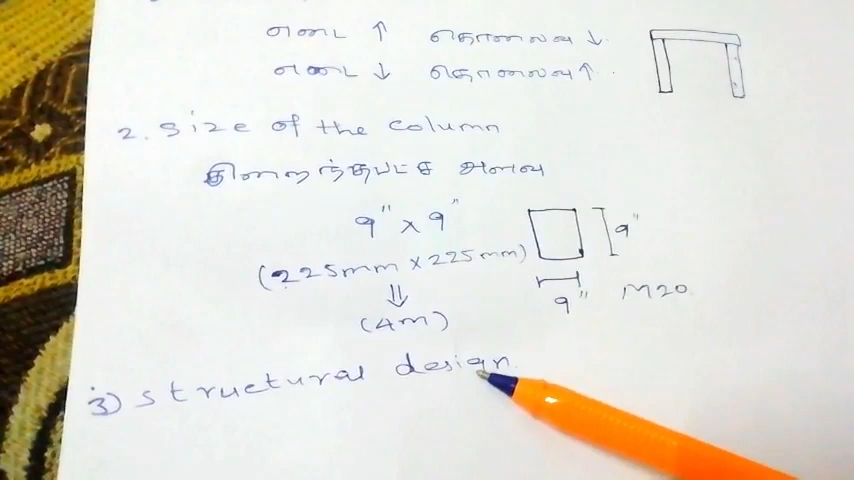 எடை ↑ தொலைவு ↓
எடை ↓ தொலைவு ↑
2. Size of the column
குறைந்தபட்ச அளவு
9" × 9"
9"
(225mm × 225mm)
⇓
9" M20
(4m)
3) structural design